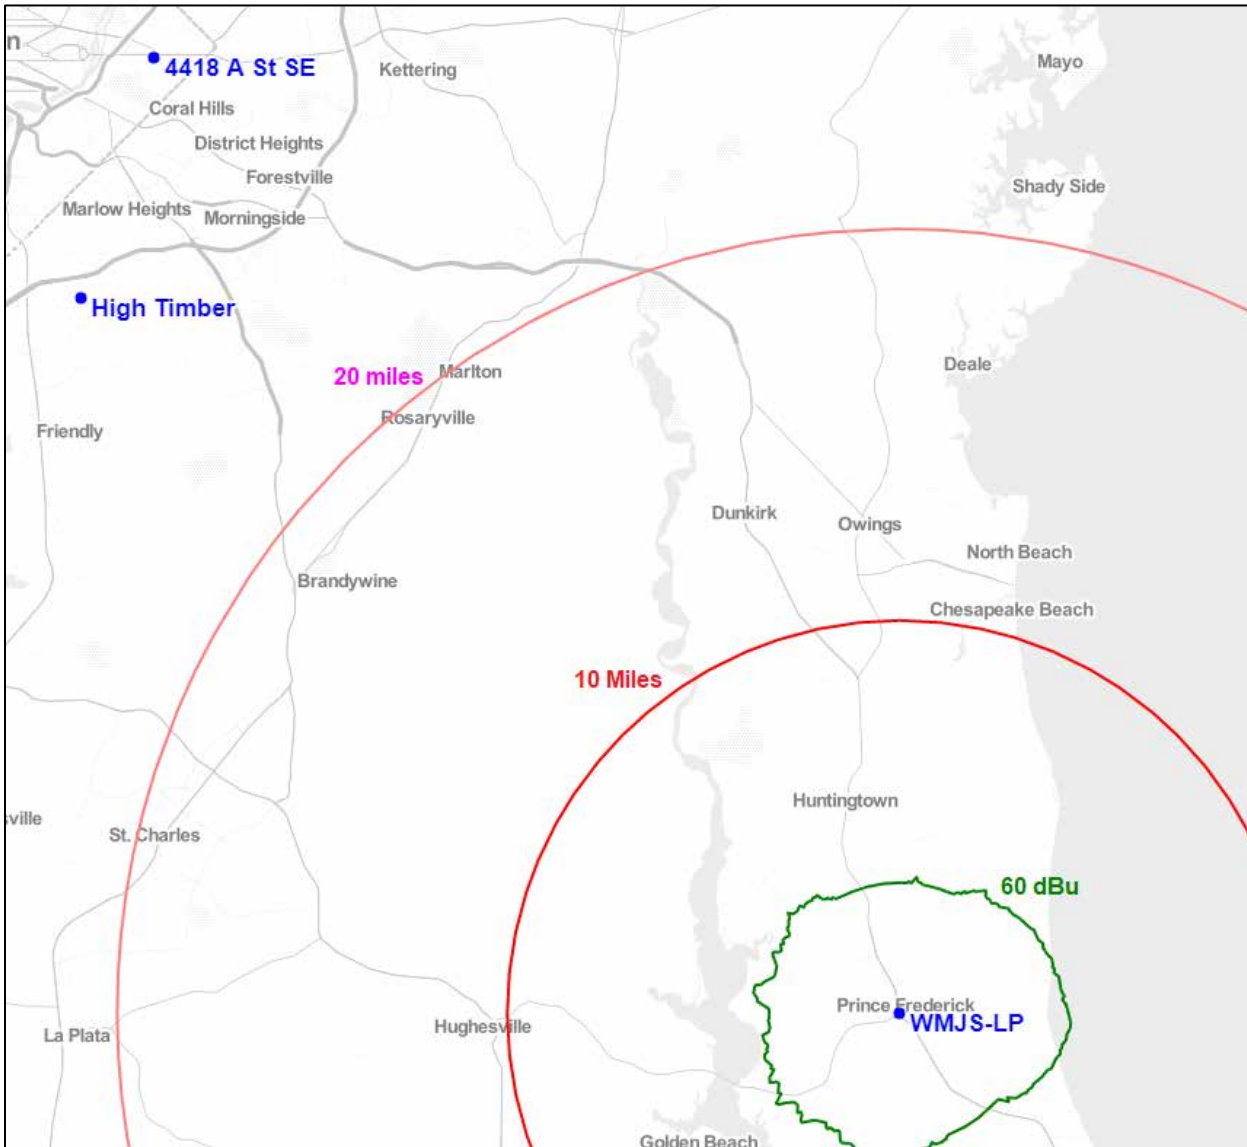 n
4418 A St SE
Kettering
Mayo
Coral Hills
District Heights
Forestville
Shady Side
Marlow Heights
Morningside
High Timber
20 miles
Marlton
Deale
Rosaryville
Friendly
Dunkirk
Owings
North Beach
Brandywine
Chesapeake Beach
10 Miles
Huntingtown
sville
St. Charles
60 dBu
Prince Frederick
WMJS-LP
Hughesville
La Plata
Golden Beach